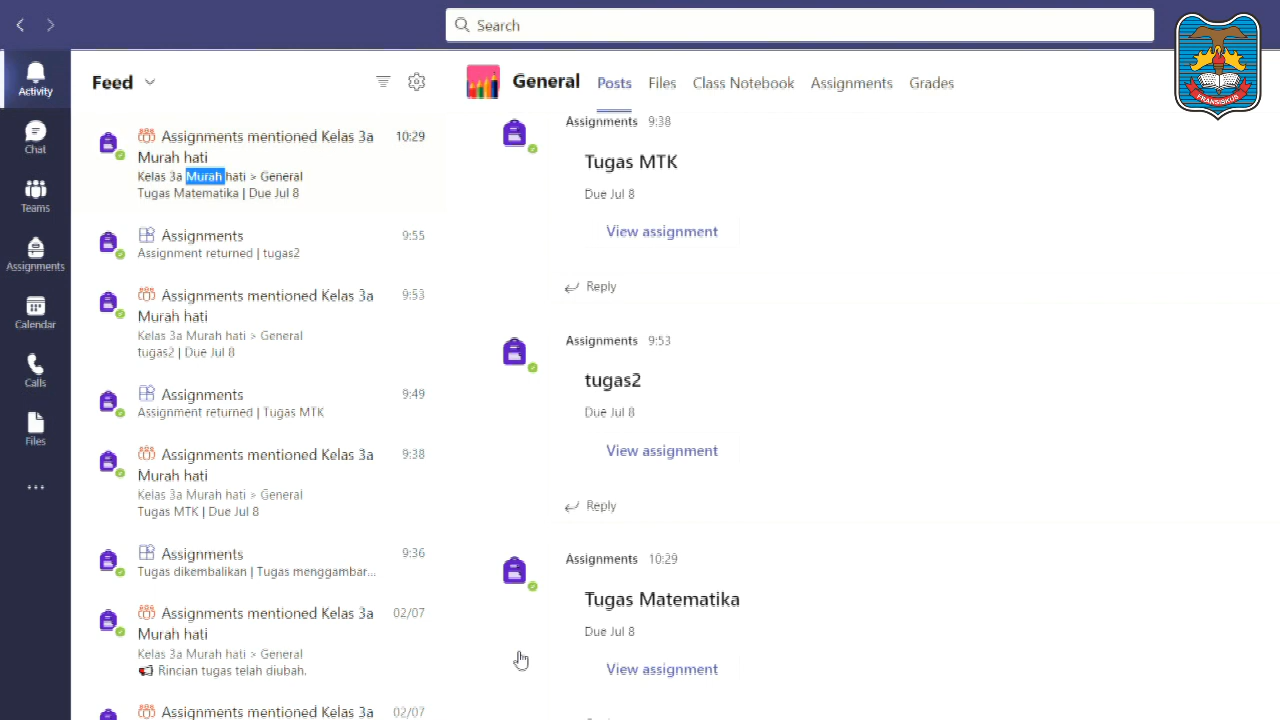 Search
FRANSISKUS
Activity
Chat
Teams
Assignments
Calendar
Calls
Files
Feed
Assignments mentioned Kelas 3a 10:29
Murah hati
Kelas 3a Murah hati > General
Tugas Matematika | Due Jul 8
Assignments 9:55
Assignment returned | tugas2
Assignments mentioned Kelas 3a 9:53
Murah hati
Kelas 3a Murah hati > General
tugas2 | Due Jul 8
Assignments 9:49
Assignment returned | Tugas MTK
Assignments mentioned Kelas 3a 9:38
Murah hati
Kelas 3a Murah hati > General
Tugas MTK | Due Jul 8
Assignments 9:36
Tugas dikembalikan | Tugas menggambar...
Assignments mentioned Kelas 3a 02/07
Murah hati
Kelas 3a Murah hati > General
Rincian tugas telah diubah.
Assignments mentioned Kelas 3a 02/07
General Posts Files Class Notebook Assignments Grades
Assignments 9:38
Tugas MTK
Due Jul 8
View assignment
Reply
Assignments 9:53
tugas2
Due Jul 8
View assignment
Reply
Assignments 10:29
Tugas Matematika
Due Jul 8
View assignment